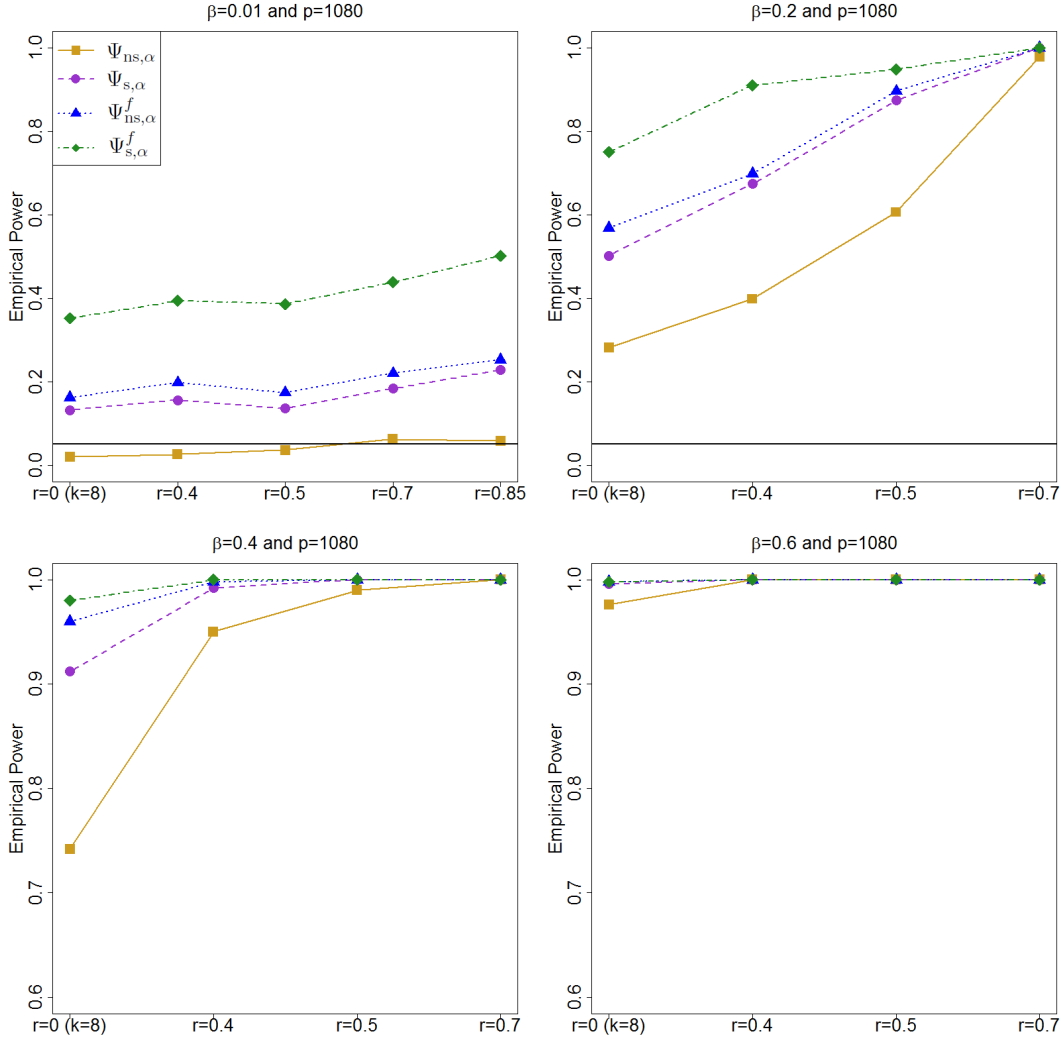 β=0.01 and p=1080
Ψns,α
Ψs,α
Ψfns,α
Ψfs,α
Empirical Power
1.0
0.8
0.6
0.4
0.2
0.0
r=0 (k=8) r=0.4 r=0.5 r=0.7 r=0.85
β=0.2 and p=1080
Empirical Power
1.0
0.8
0.6
0.4
0.2
0.0
r=0 (k=8) r=0.4 r=0.5 r=0.7
β=0.4 and p=1080
Empirical Power
1.0
0.9
0.8
0.7
0.6
r=0 (k=8) r=0.4 r=0.5 r=0.7
β=0.6 and p=1080
Empirical Power
1.0
0.9
0.8
0.7
0.6
r=0 (k=8) r=0.4 r=0.5 r=0.7